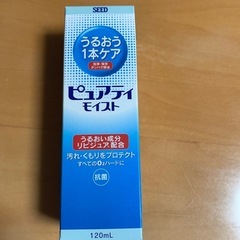 SEED
うるおう
1本ケア
ピュアティ
モイスト
うるおい成分
リピジュア配合
汚れ・くもりをプロテクト
すべてのO₂ハードに
抗菌
120mL